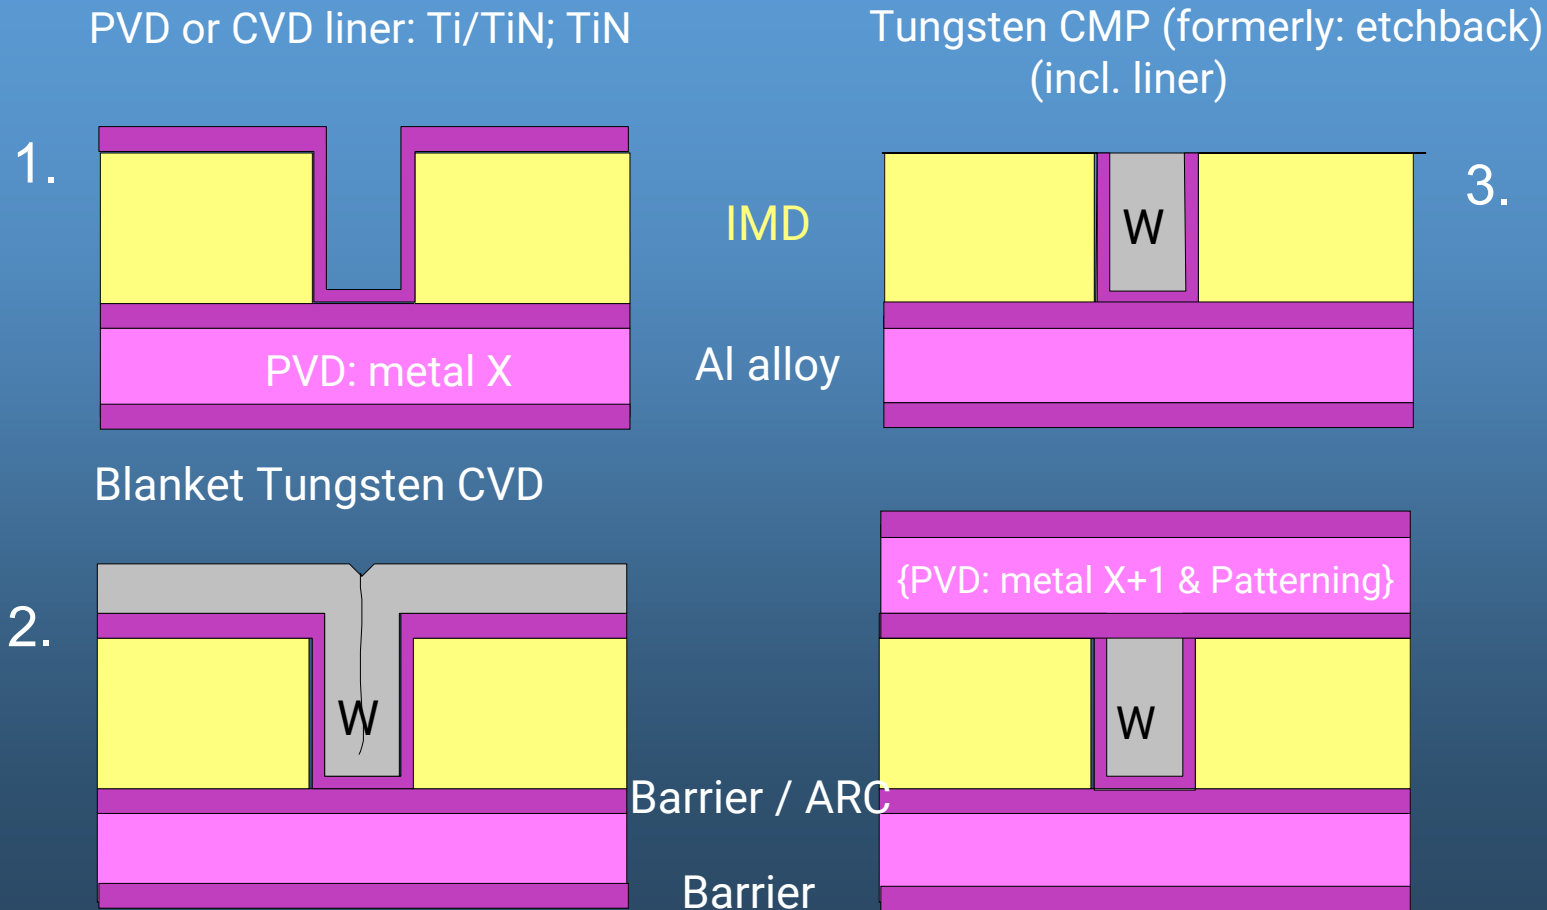 PVD or CVD liner: Ti/TiN; TiN
Tungsten CMP (formerly: etchback)
(incl. liner)
1.
3.
IMD
W
PVD: metal X
Al alloy
Blanket Tungsten CVD
{PVD: metal X+1 & Patterning}
2.
W
W
Barrier / ARC
Barrier